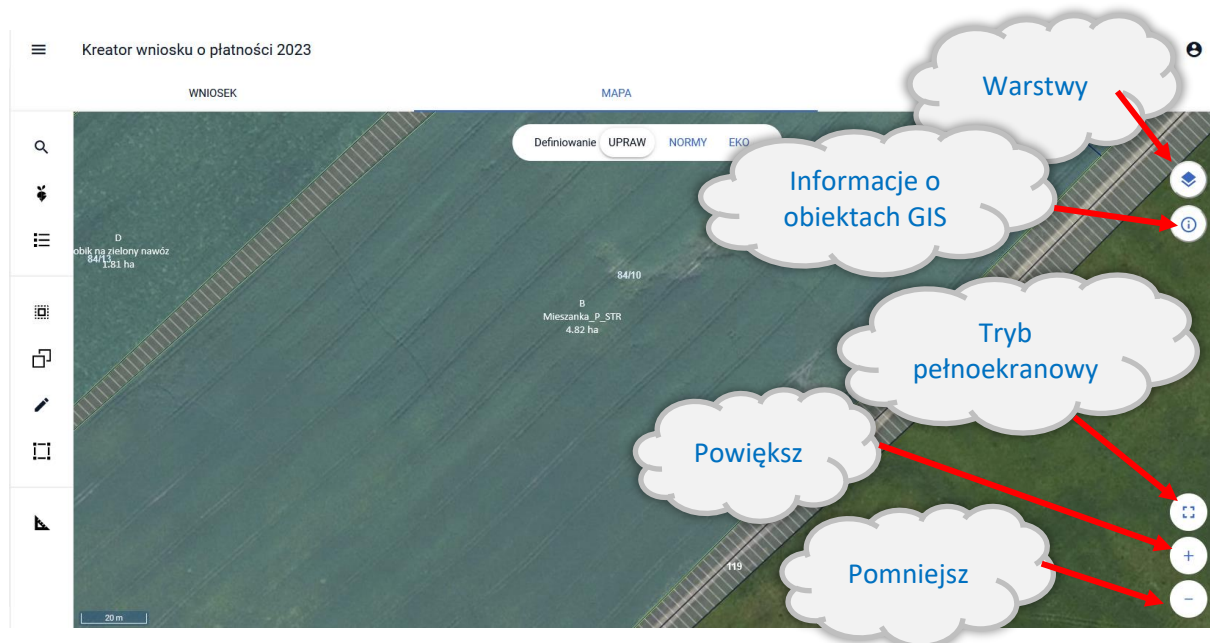 Kreator wniosku o płatności 2023
WNIOSEK
MAPA
Warstwy
Definiowanie UPRAW NORMY EKO
Informacje o
obiektach GIS
D
obik na zielony nawóz
84/13
1.81 ha
84/10
B
Mieszanka_P_STR
4.82 ha
Tryb
pełnoekranowy
Powiększ
119
Pomniejsz
20 m